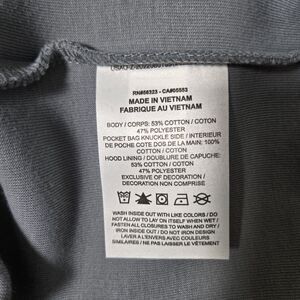 RN#56323 - CA#05553
MADE IN VIETNAM
FABRIQUE AU VIETNAM
BODY / CORPS: 53% COTTON / COTON
47% POLYESTER
POCKET BAG KNUCKLE SIDE / INTERIEUR
DE POCHE COTE DOS DE LA MAIN: 100%
COTTON / COTON
HOOD LINING / DOUBLURE DE CAPUCHE:
53% COTTON / COTON
47% POLYESTER
EXCLUSIVE OF DECORATION /
DECORATION NON INCLUSE
WASH INSIDE OUT WITH LIKE COLORS / DO
NOT ALLOW TO LAY ON ITSELF WHEN WET /
FASTEN ALL CLOSURES TO WASH AND DRY /
IRON INSIDE OUT / DO NOT IRON DESIGN
LAVER A L'ENVERS AVEC COULEURS
SIMILAIRES / NE PAS LAISSER LE VÊTEMENT